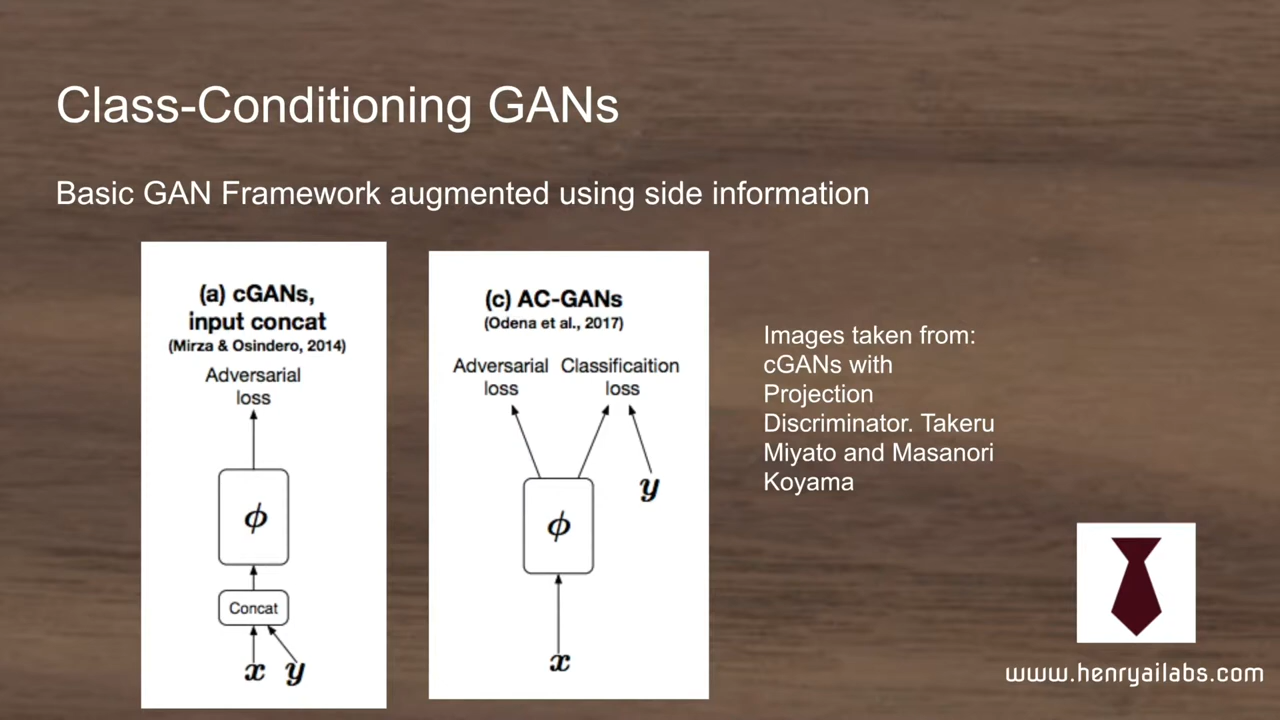 Class-Conditioning GANs
Basic GAN Framework augmented using side information
(a) cGANs,
input concat
(Mirza & Osindero, 2014)
Adversarial
loss
ϕ
Concat
x y
(c) AC-GANs
(Odena et al., 2017)
Adversarial Classificaition
loss loss
y
ϕ
x
Images taken from:
cGANs with
Projection
Discriminator. Takeru
Miyato and Masanori
Koyama
www.henryailabs.com